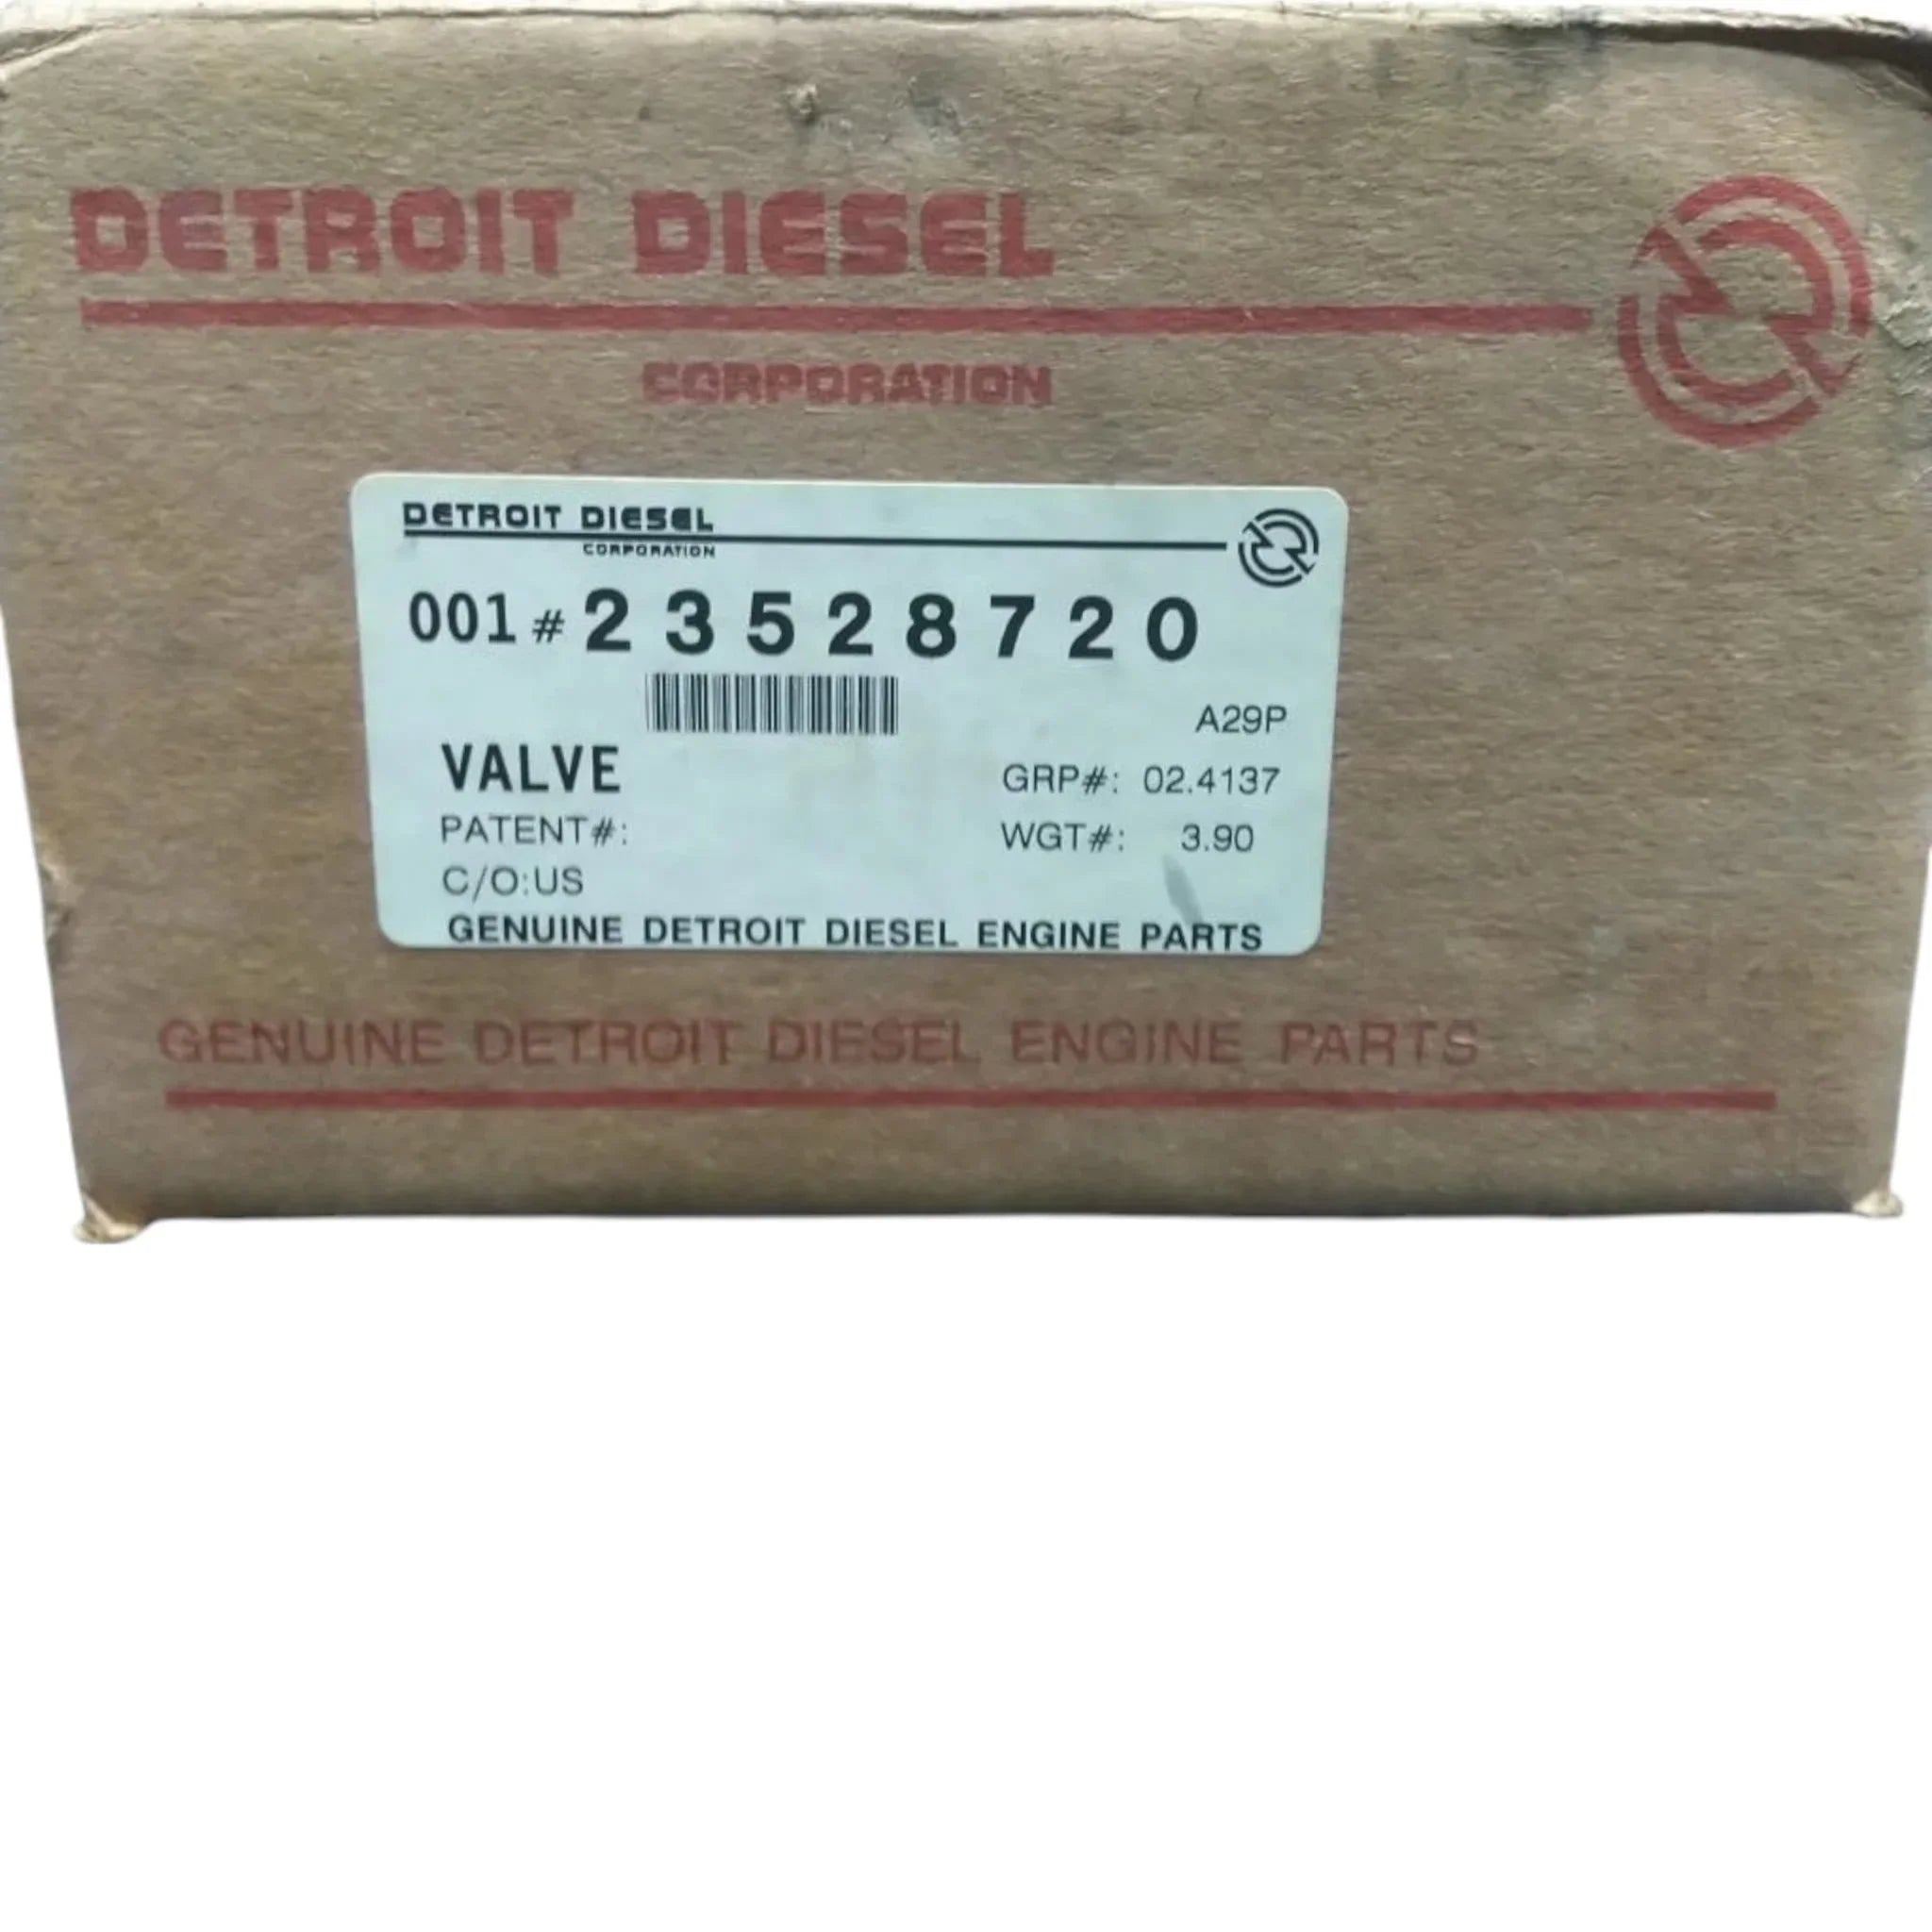 DETROIT DIESEL
CORPORATION
DETROIT DIESEL
CORPORATION
001 # 23528720
A29P
VALVE
GRP#: 02.4137
PATENT#:
WGT#: 3.90
C/O:US
GENUINE DETROIT DIESEL ENGINE PARTS
GENUINE DETROIT DIESEL ENGINE PARTS